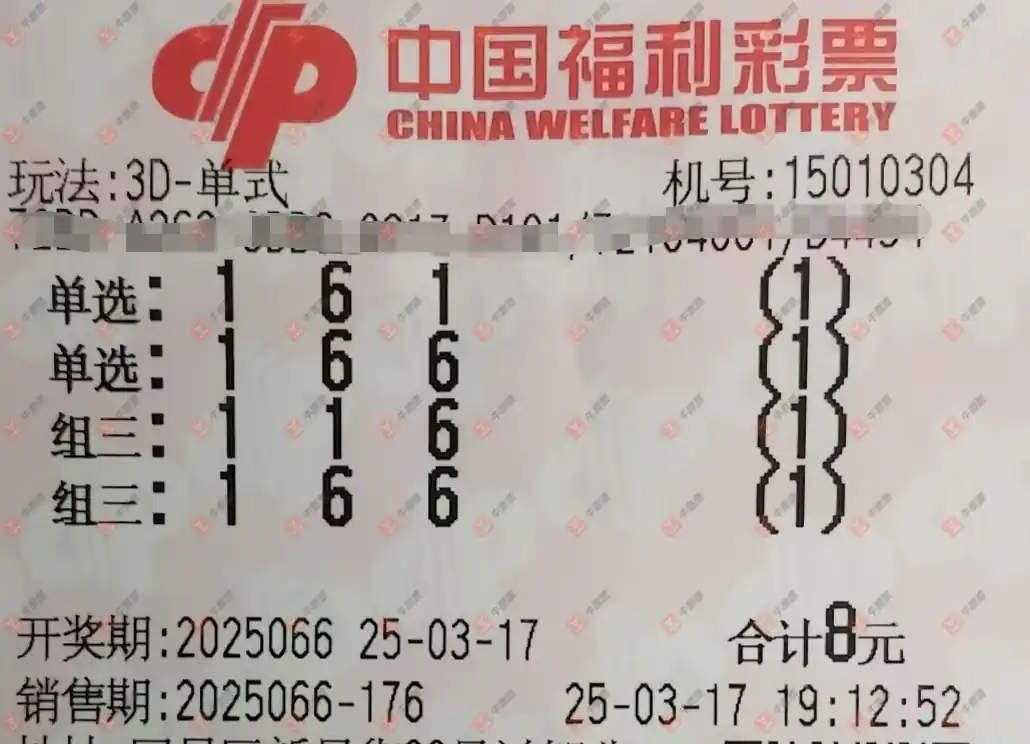 中国福利彩票
CHINA WELFARE LOTTERY
玩法:3D-单式 机号:15010304
单选: 1 6 1 (1)
单选: 1 6 6 (1)
组三: 1 1 6 (1)
组三: 1 6 6 (1)
开奖期:2025066 25-03-17 合计8元
销售期:2025066-176 25-03-17 19:12:52